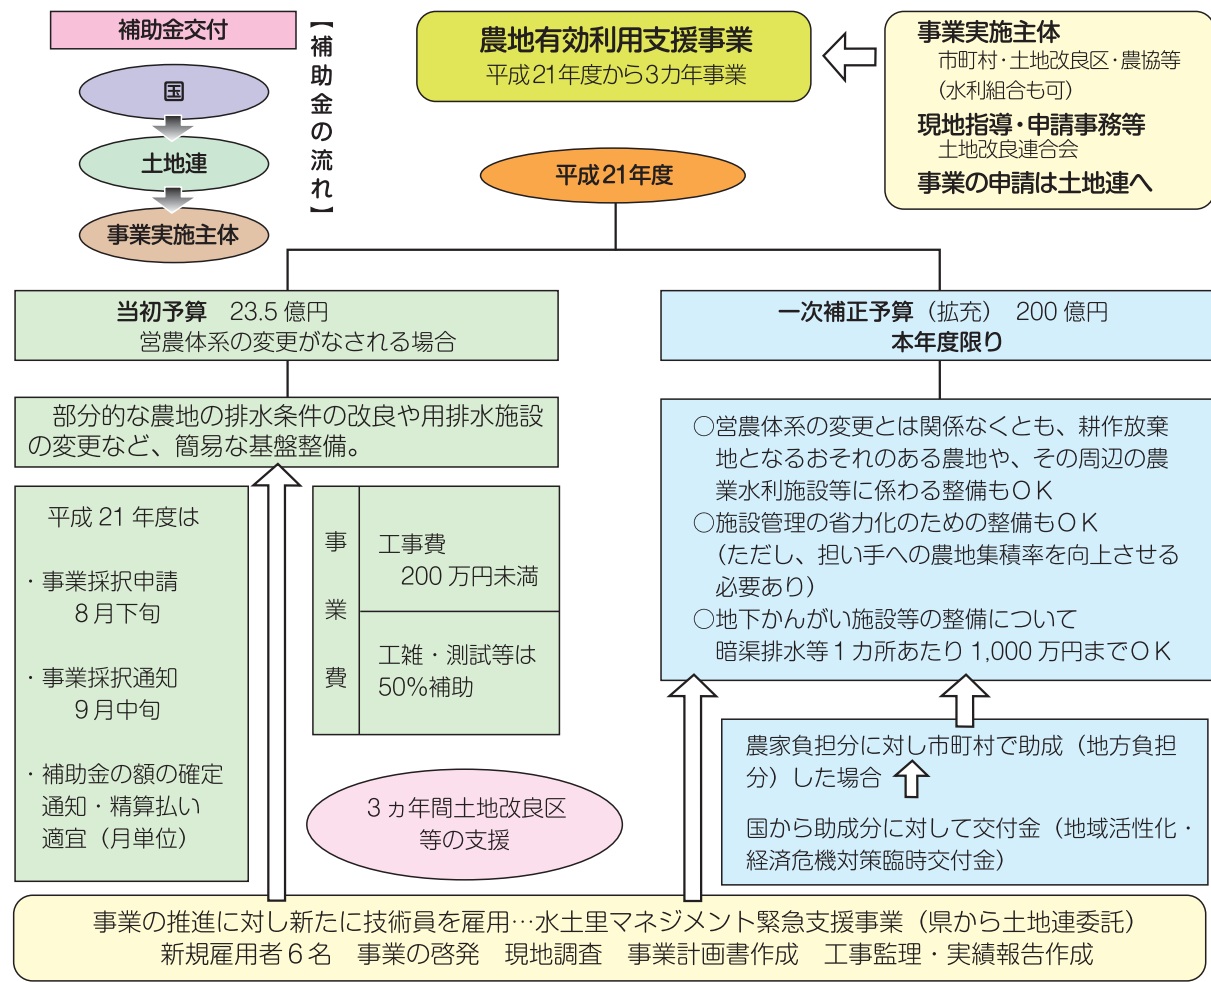 補助金交付
国
土地連
事業実施主体
【補助金の流れ】
農地有効利用支援事業
平成21年度から3カ年事業
事業実施主体
市町村・土地改良区・農協等
（水利組合も可）
現地指導・申請事務等
土地改良連合会
事業の申請は土地連へ
平成21年度
当初予算　23.5 億円
営農体系の変更がなされる場合
部分的な農地の排水条件の改良や用排水施設
の変更など、簡易な基盤整備。
平成 21 年度は
・事業採択申請
8月下旬
・事業採択通知
9月中旬
・補助金の額の確定
通知・精算払い
適宜（月単位）
事業費
工事費
200 万円未満
工雑・測試等は
50%補助
3ヵ年間土地改良区
等の支援
一次補正予算（拡充）　200 億円
本年度限り
○営農体系の変更とは関係なくとも、耕作放棄
地となるおそれのある農地や、その周辺の農
業水利施設等に係わる整備もOK
○施設管理の省力化のための整備もOK
（ただし、担い手への農地集積率を向上させる
必要あり）
○地下かんがい施設等の整備について
暗渠排水等1カ所あたり 1,000 万円までOK
農家負担分に対し市町村で助成（地方負担
分）した場合
国から助成分に対して交付金（地域活性化・
経済危機対策臨時交付金）
事業の推進に対し新たに技術員を雇用…水土里マネジメント緊急支援事業（県から土地連委託）
新規雇用者6名　事業の啓発　現地調査　事業計画書作成　工事監理・実績報告作成